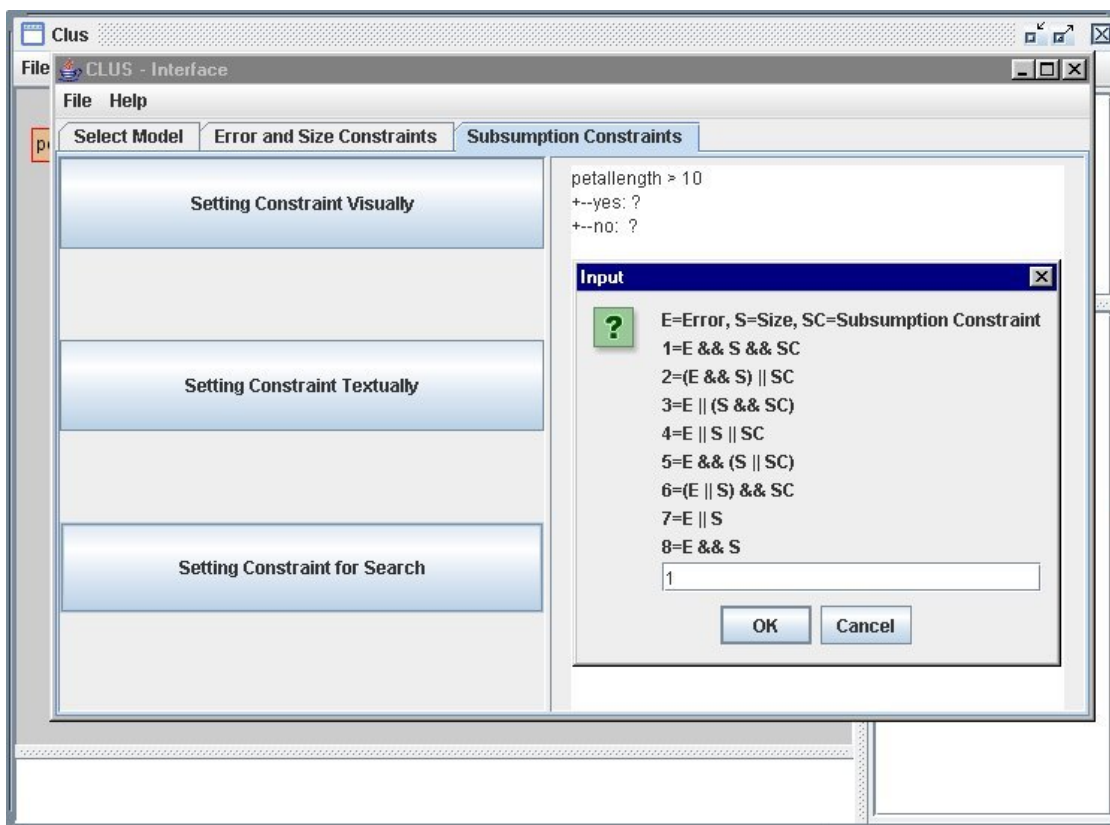 Clus
File
CLUS - Interface
File Help
Select Model Error and Size Constraints Subsumption Constraints
Setting Constraint Visually
Setting Constraint Textually
Setting Constraint for Search
petallength > 10
+--yes: ?
+--no: ?
Input
E=Error, S=Size, SC=Subsumption Constraint
1=E && S && SC
2=(E && S) || SC
3=E || (S && SC)
4=E || S || SC
5=E && (S || SC)
6=(E || S) && SC
7=E || S
8=E && S
1
OK Cancel